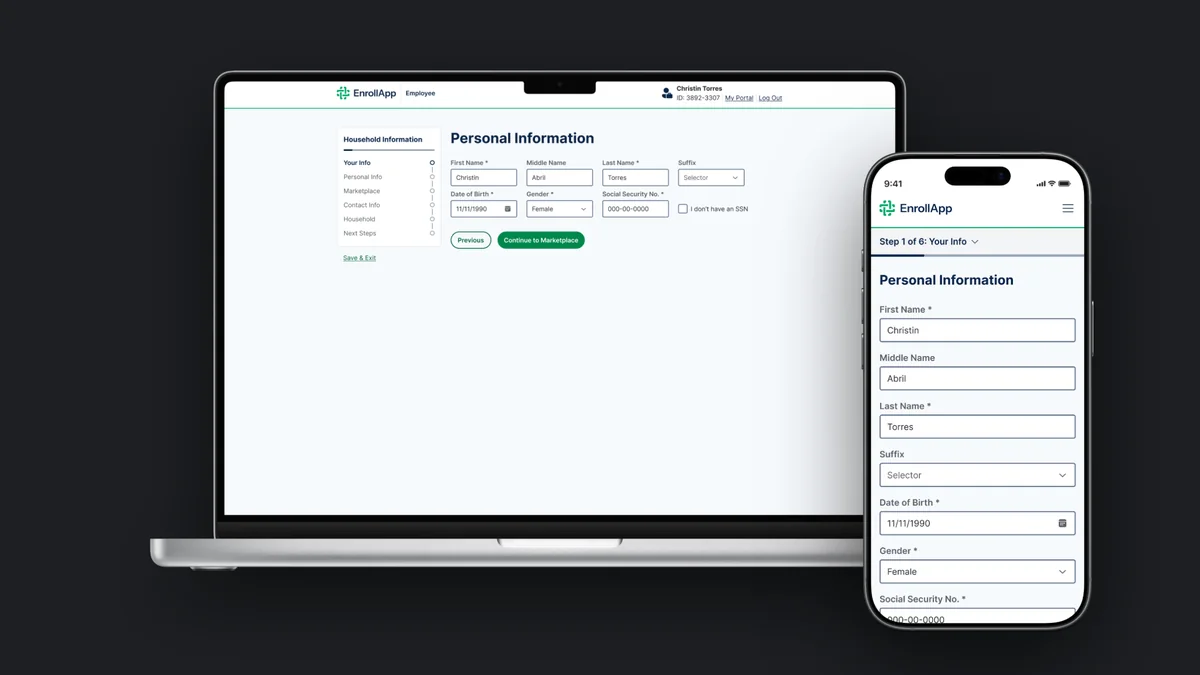 EnrollApp Employee
Christin Torres
ID: 3892-3307 My Portal Log Out
Household Information
Your Info
Personal Info
Marketplace
Contact Info
Household
Next Steps
Save & Exit
Personal Information
First Name * Middle Name Last Name * Suffix
Christin Abril Torres Selector
Date of Birth * Gender * Social Security No. *
11/11/1990 Female 000-00-0000 I don't have an SSN
Previous Continue to Marketplace
9:41
EnrollApp
Step 1 of 6: Your Info
Personal Information
First Name *
Christin
Middle Name
Abril
Last Name *
Torres
Suffix
Selector
Date of Birth *
11/11/1990
Gender *
Female
Social Security No. *
000-00-0000